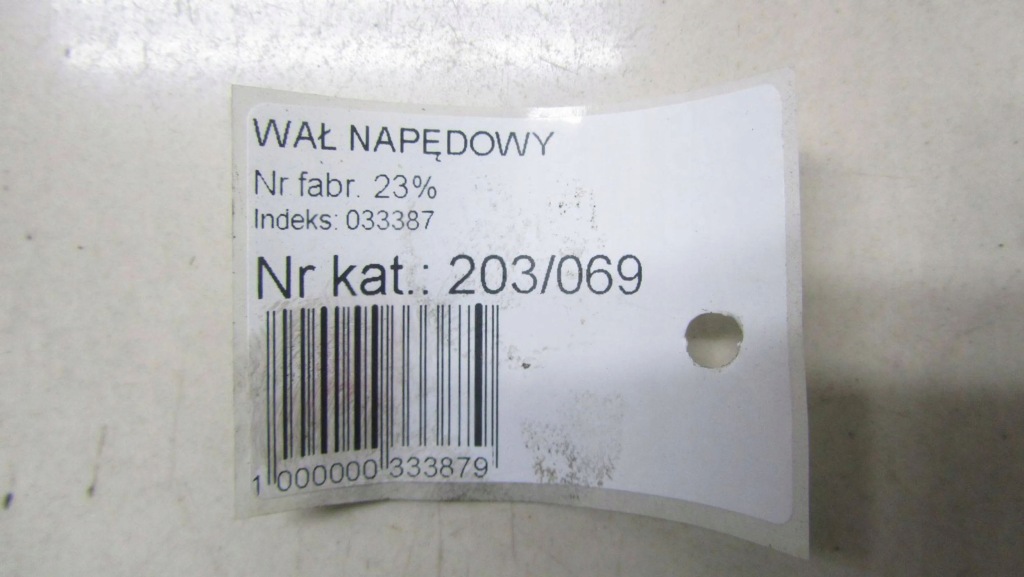 WAŁ NAPĘDOWY
Nr fabr. 23%
Indeks: 033387
Nr kat.: 203/069
1 000000 333879